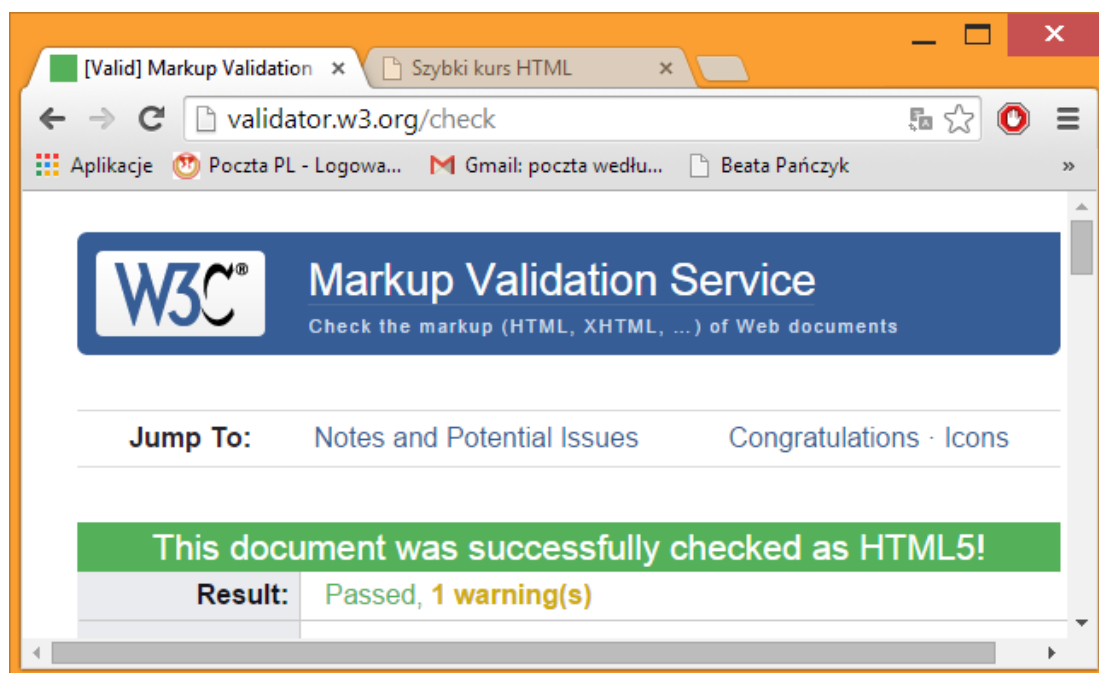 [Valid] Markup Validation
Szybki kurs HTML
validator.w3.org/check
Aplikacje Poczta PL - Logowa... Gmail: poczta wedłu... Beata Pańczyk »
W3C® Markup Validation Service
Check the markup (HTML, XHTML, ...) of Web documents
Jump To: Notes and Potential Issues Congratulations · Icons
This document was successfully checked as HTML5!
Result: Passed, 1 warning(s)